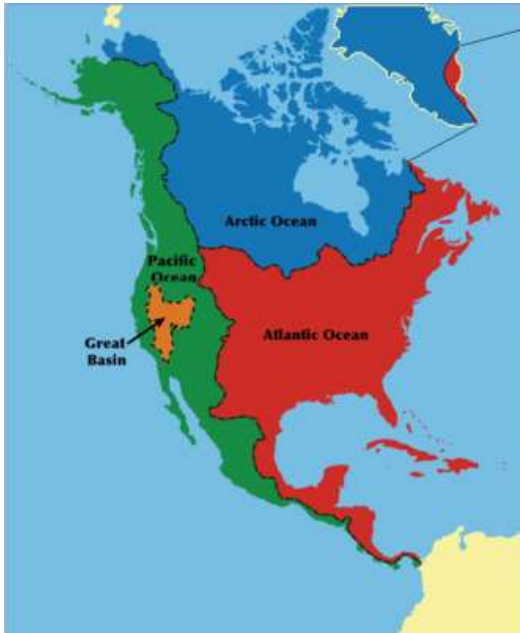 Arctic Ocean
Pacific
Ocean
Atlantic Ocean
Great
Basin